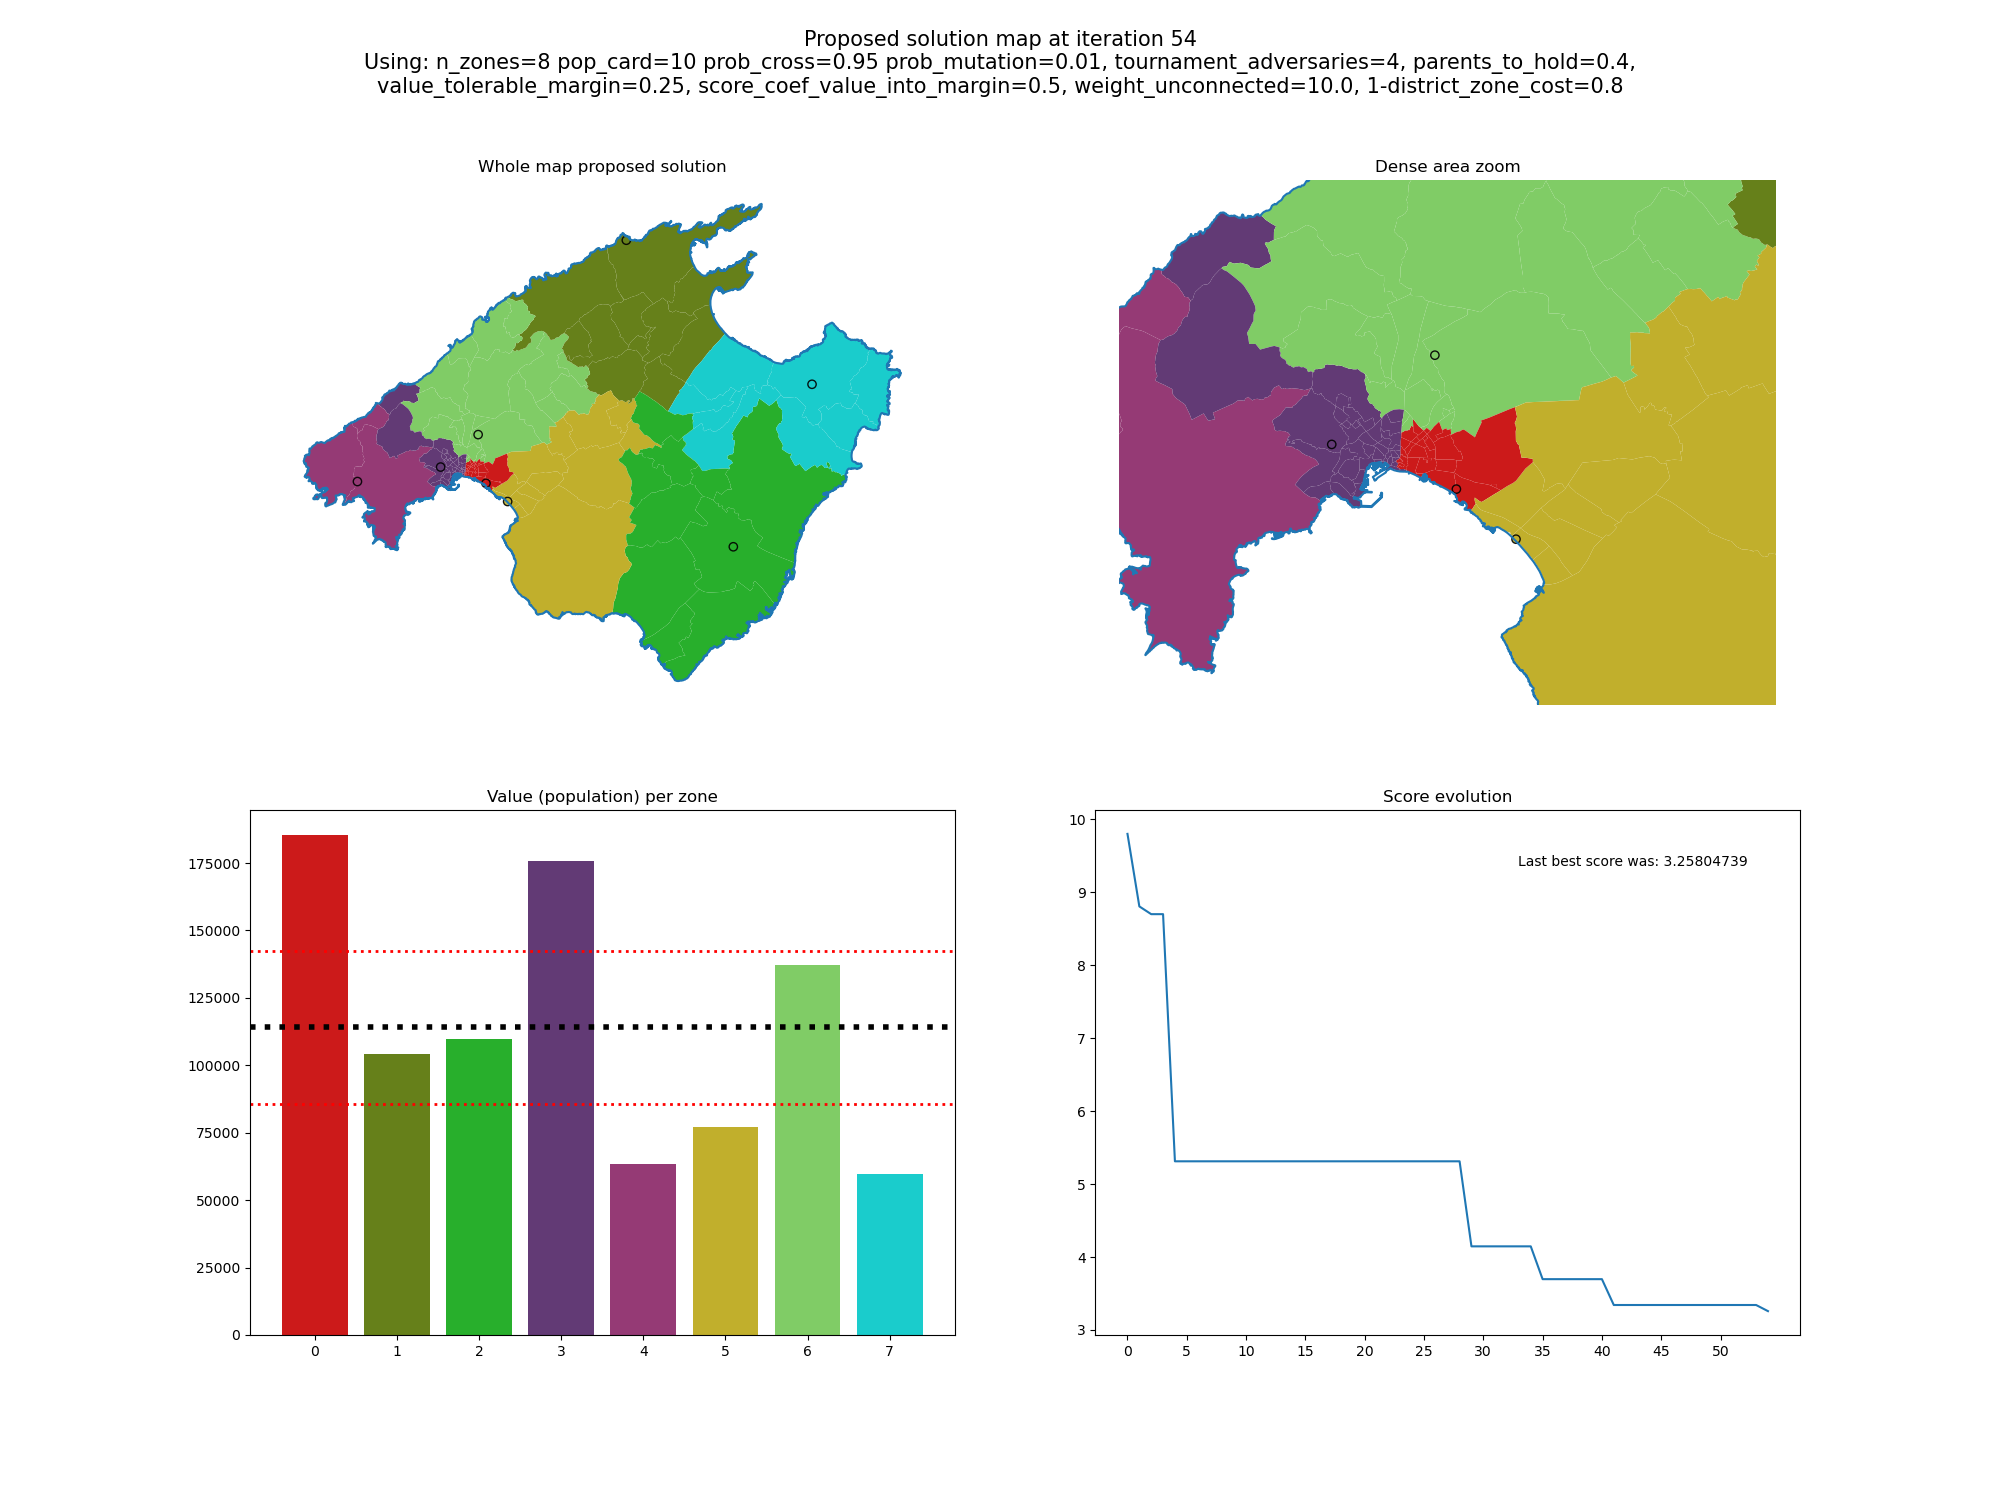 Proposed solution map at iteration 54
Using: n_zones=8 pop_card=10 prob_cross=0.95 prob_mutation=0.01, tournament_adversaries=4, parents_to_hold=0.4,
value_tolerable_margin=0.25, score_coef_value_into_margin=0.5, weight_unconnected=10.0, 1-district_zone_cost=0.8
Whole map proposed solution
Dense area zoom
Value (population) per zone
175000
150000
125000
100000
75000
50000
25000
0
0 1 2 3 4 5 6 7
Score evolution
Last best score was: 3.25804739
10
9
8
7
6
5
4
3
0 5 10 15 20 25 30 35 40 45 50